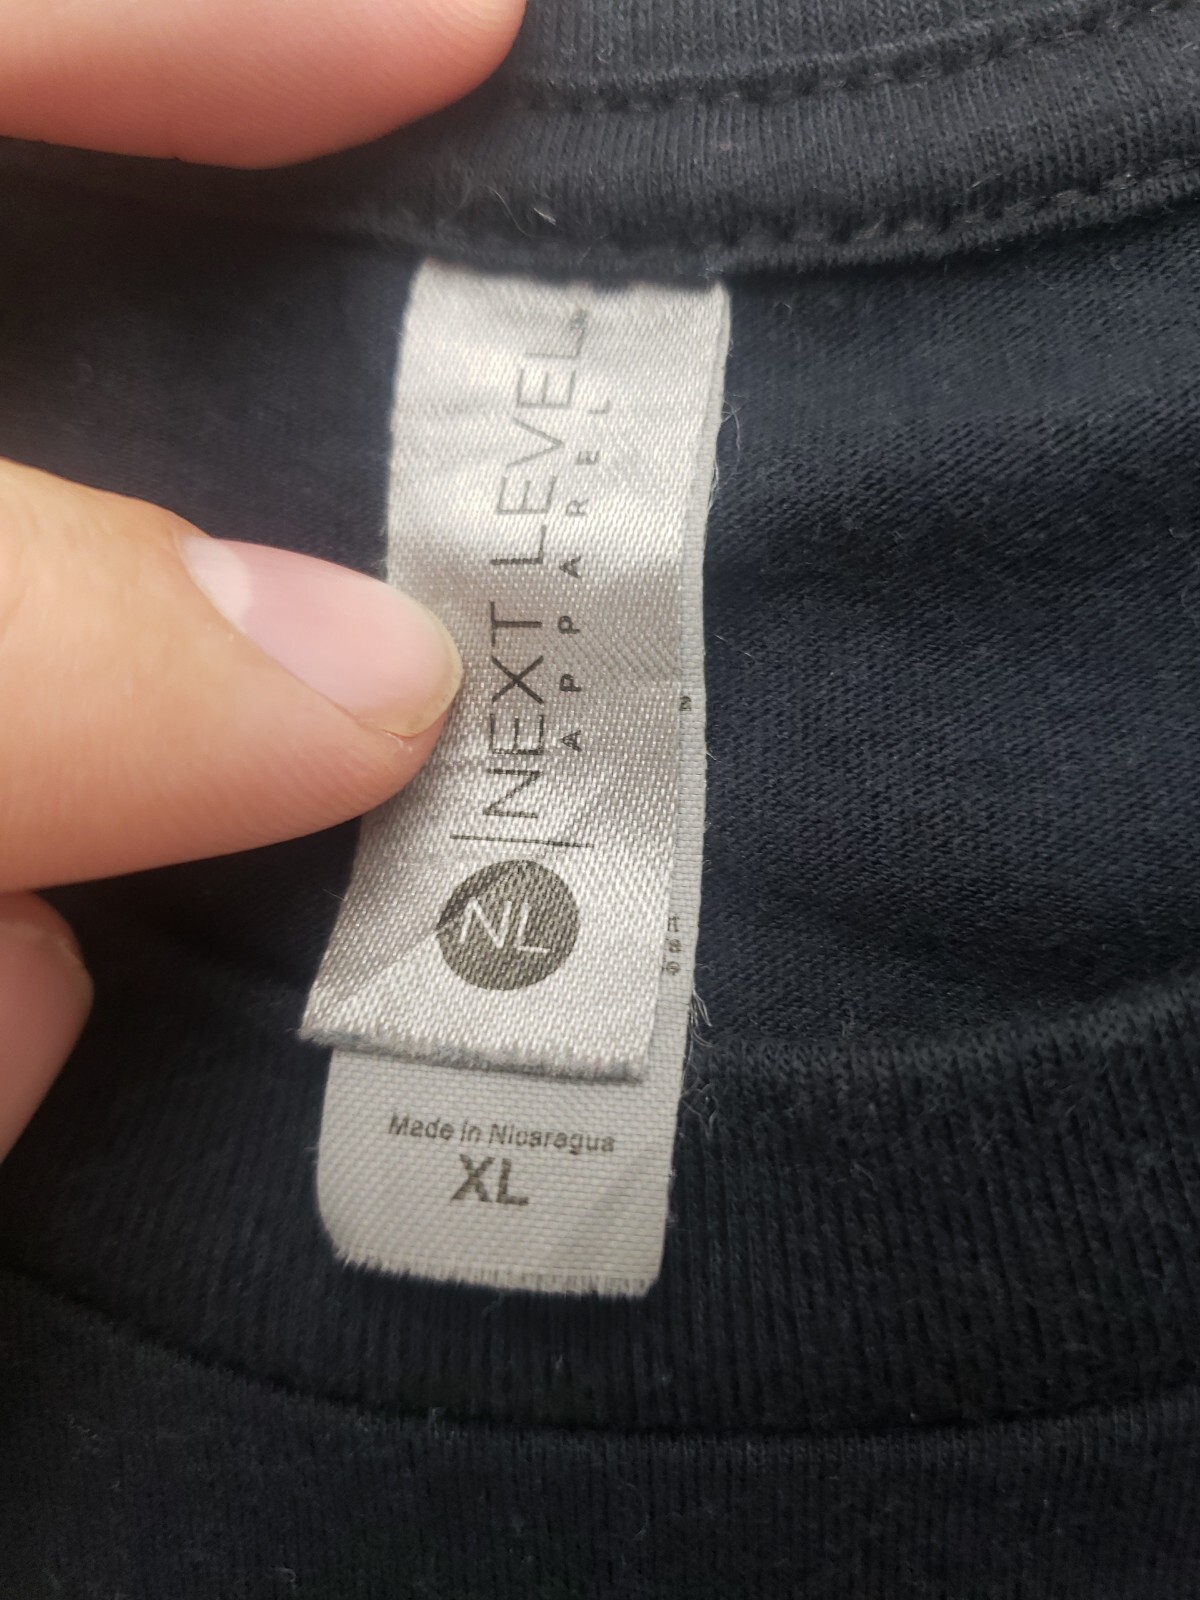 NL | NEXT LEVEL
APPAREL
Made in Nicaragua
XL